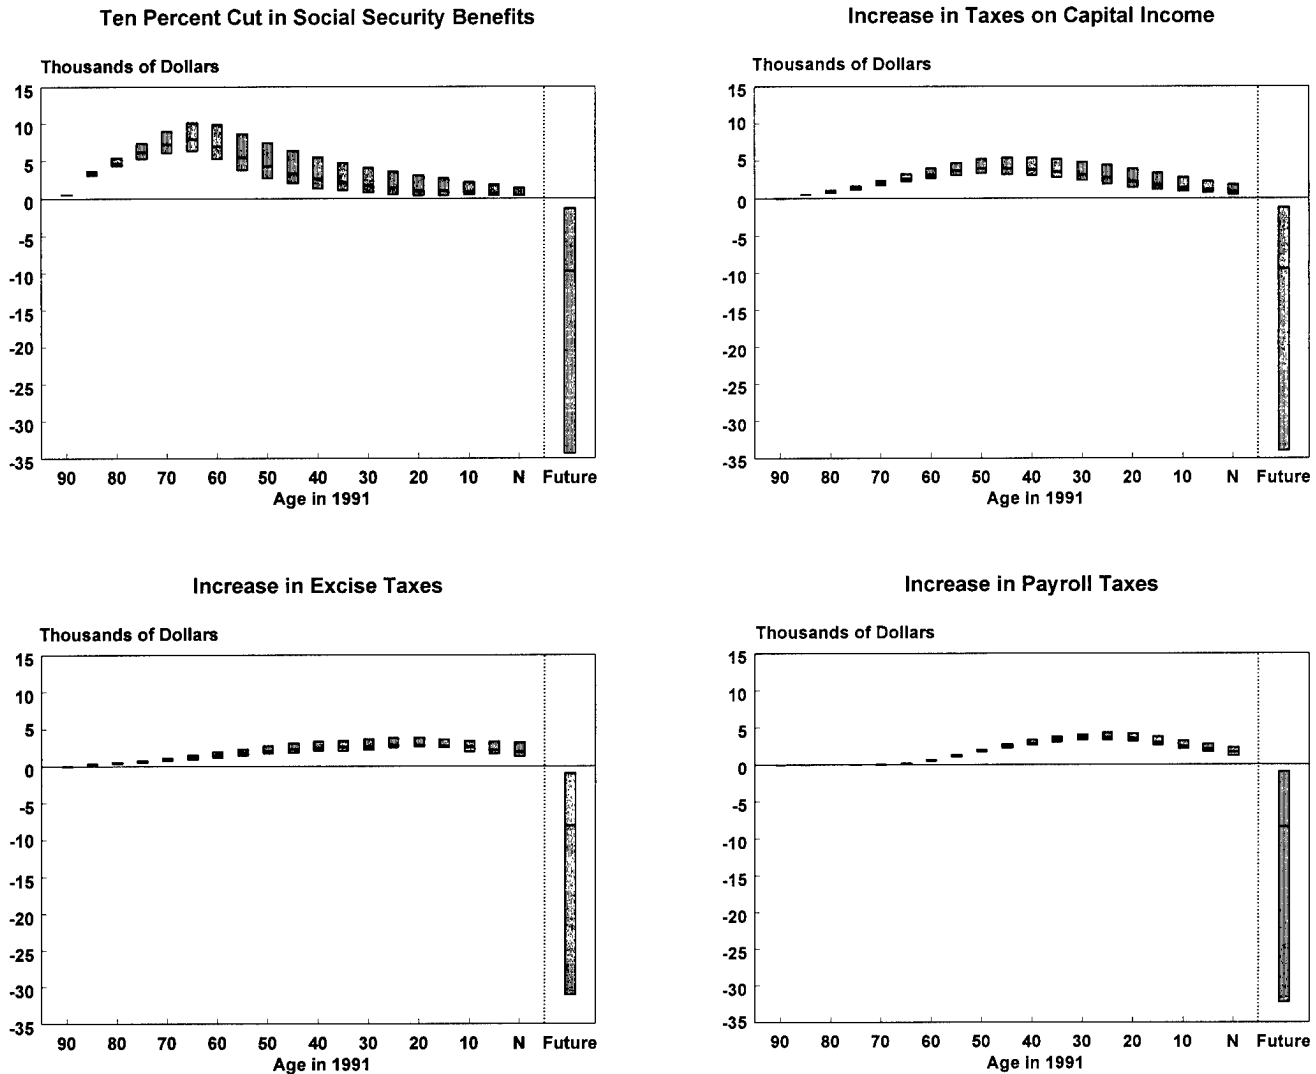 Ten Percent Cut in Social Security Benefits
Thousands of Dollars
15
10
5
0
-5
-10
-15
-20
-25
-30
-35
90 80 70 60 50 40 30 20 10 N Future
Age in 1991
Increase in Taxes on Capital Income
Thousands of Dollars
15
10
5
0
-5
-10
-15
-20
-25
-30
-35
90 80 70 60 50 40 30 20 10 N Future
Age in 1991
Increase in Excise Taxes
Thousands of Dollars
15
10
5
0
-5
-10
-15
-20
-25
-30
-35
90 80 70 60 50 40 30 20 10 N Future
Age in 1991
Increase in Payroll Taxes
Thousands of Dollars
15
10
5
0
-5
-10
-15
-20
-25
-30
-35
90 80 70 60 50 40 30 20 10 N Future
Age in 1991